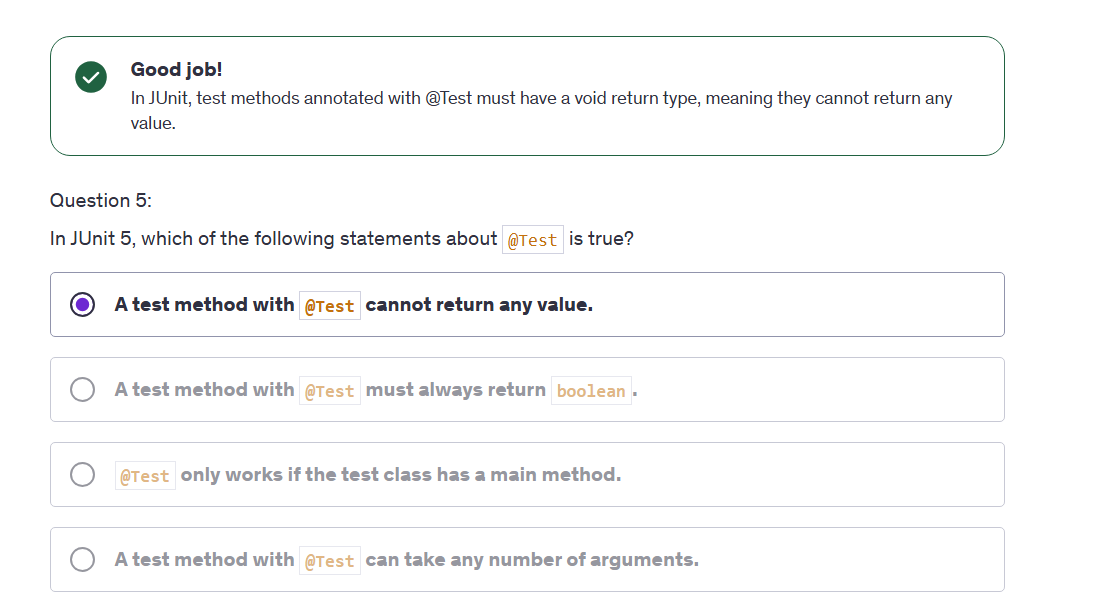 Good job!
In JUnit, test methods annotated with @Test must have a void return type, meaning they cannot return any
value.
Question 5:
In JUnit 5, which of the following statements about @Test is true?
A test method with @Test cannot return any value.
A test method with @Test must always return boolean.
@Test only works if the test class has a main method.
A test method with @Test can take any number of arguments.